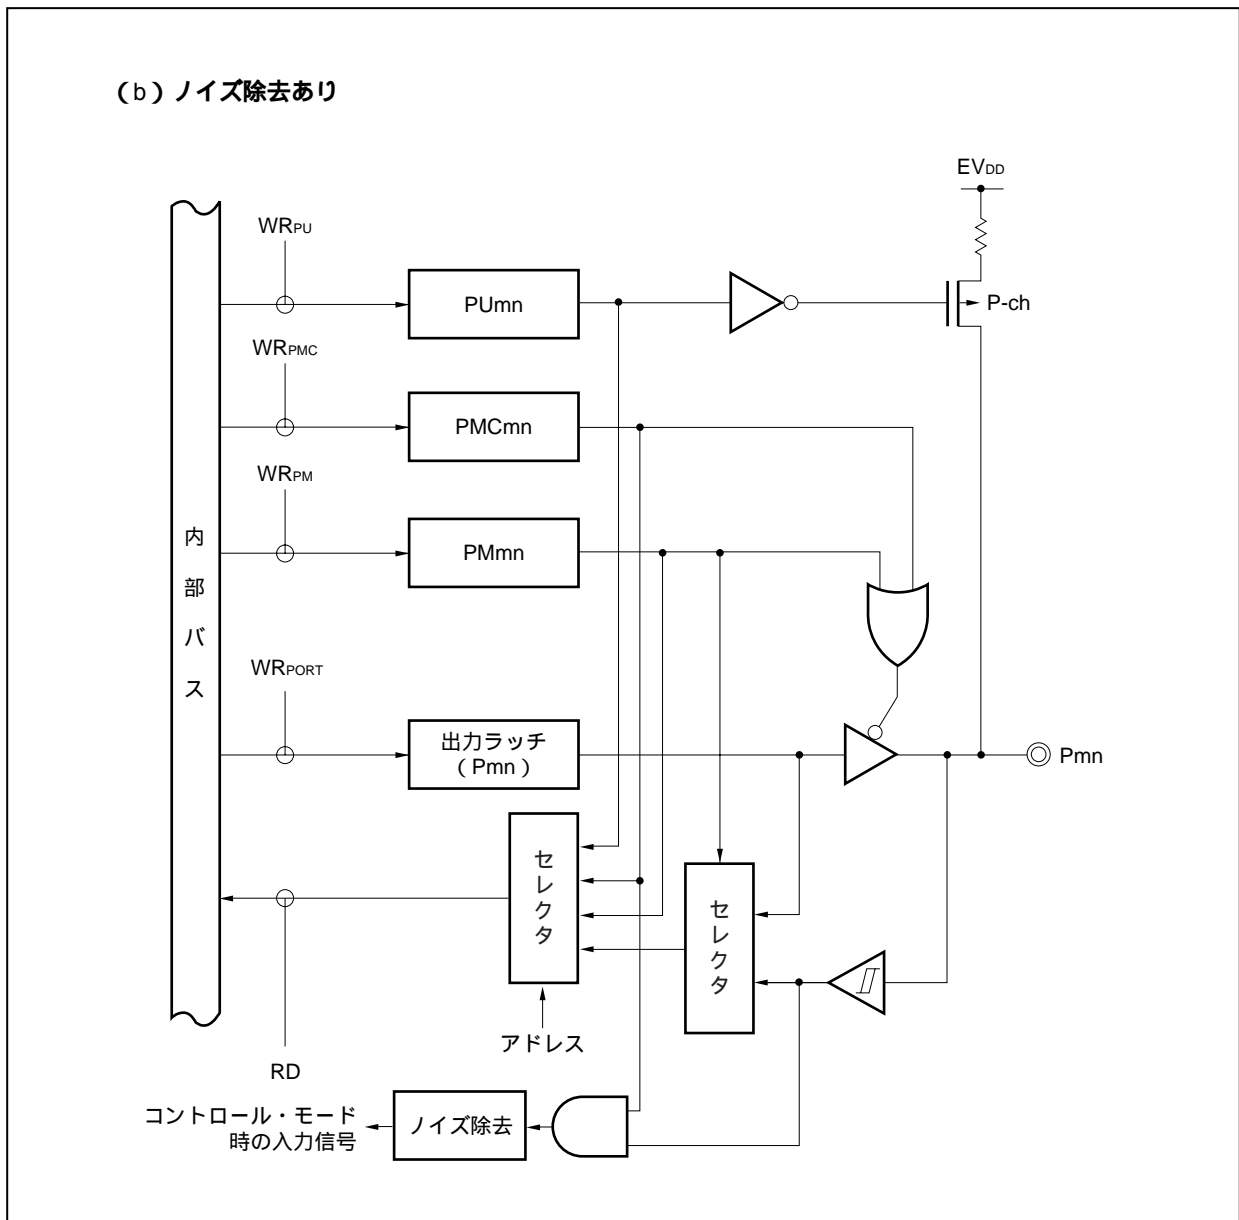 (b) ノイズ除去あり
EVDD
WRPU
PUmn
P-ch
WRPMC
PMCmn
WRPM
PMmn
内部バス
WRPORT
出力ラッチ
(Pmn)
Pmn
セレクタ
セレクタ
アドレス
RD
コントロール・モード
時の入力信号
ノイズ除去